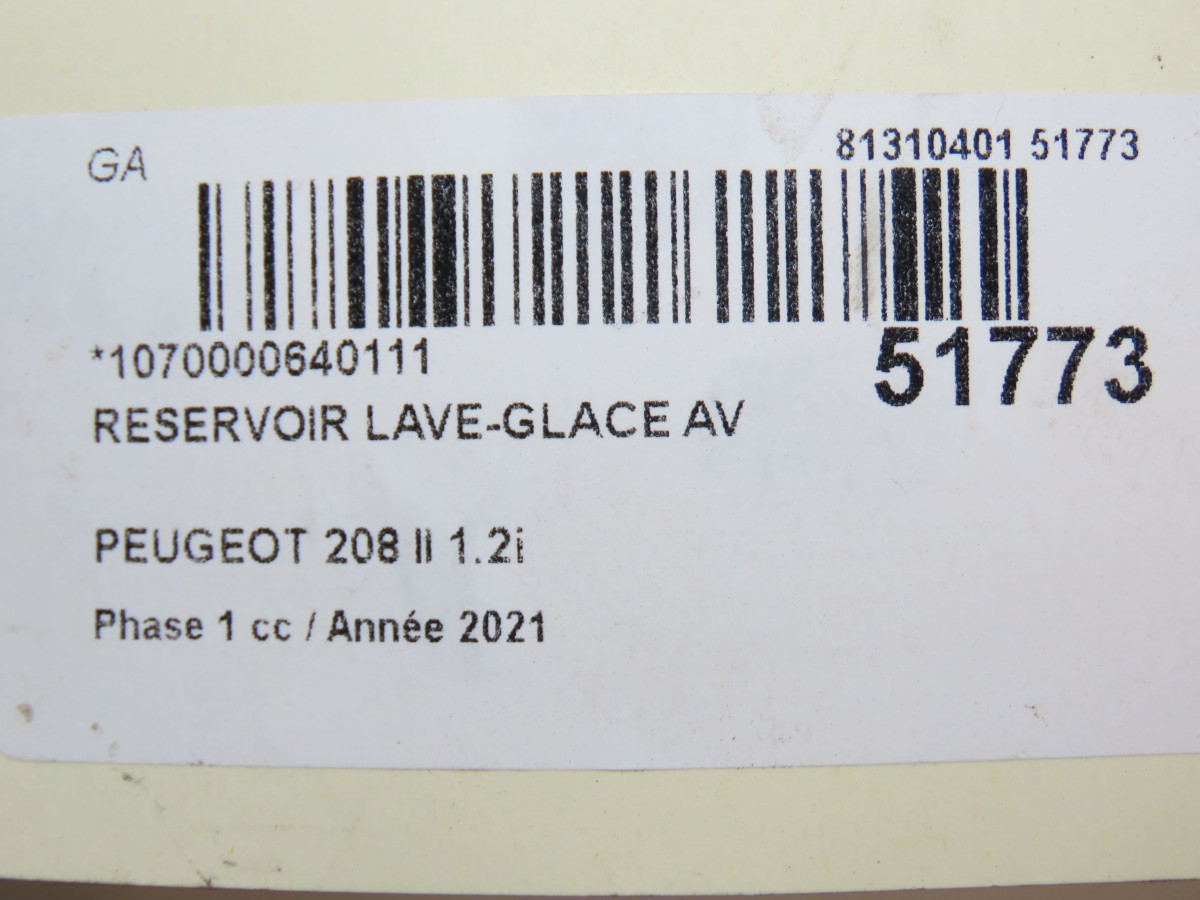 GA
81310401 51773
*1070000640111
51773
RESERVOIR LAVE-GLACE AV
PEUGEOT 208 II 1.2i
Phase 1 cc / Année 2021